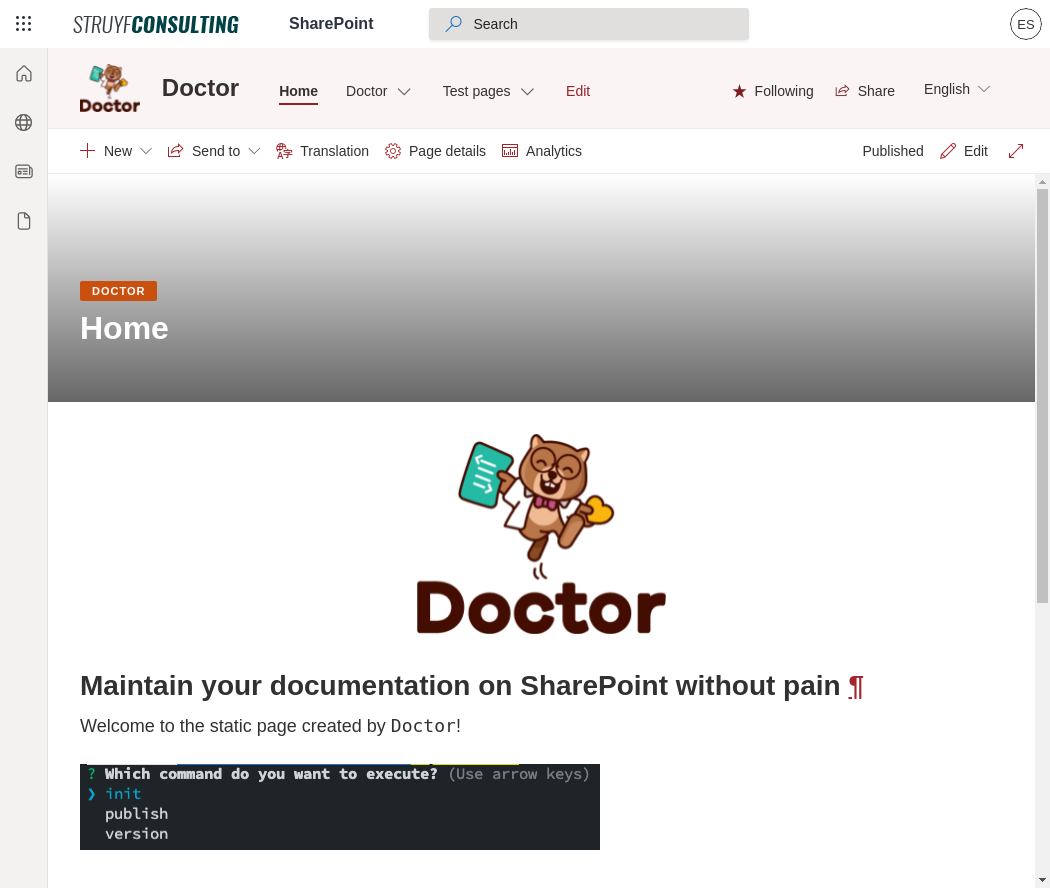 STRUYFCONSULTING SharePoint Search ES
Doctor Doctor Home Doctor Test pages Edit Following Share English
New Send to Translation Page details Analytics Published Edit
DOCTOR
Home
Doctor
Maintain your documentation on SharePoint without pain ¶
Welcome to the static page created by Doctor!
? Which command do you want to execute? (Use arrow keys)
❯ init
publish
version